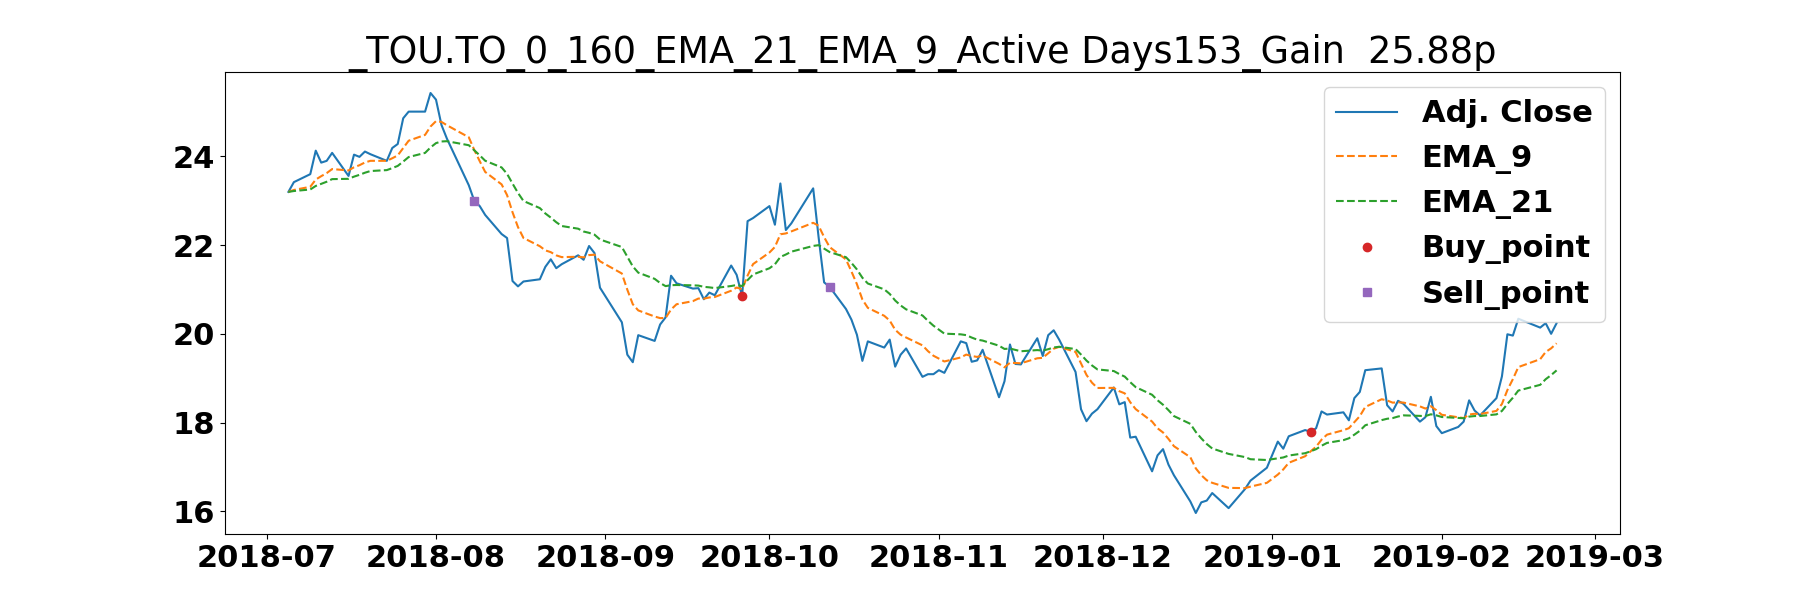 _TOU.TO_0_160_EMA_21_EMA_9_Active Days153_Gain  25.88p
Adj. Close
EMA_9
EMA_21
Buy_point
Sell_point
24
22
20
18
16
2018-07 2018-08 2018-09 2018-10 2018-11 2018-12 2019-01 2019-02 2019-03